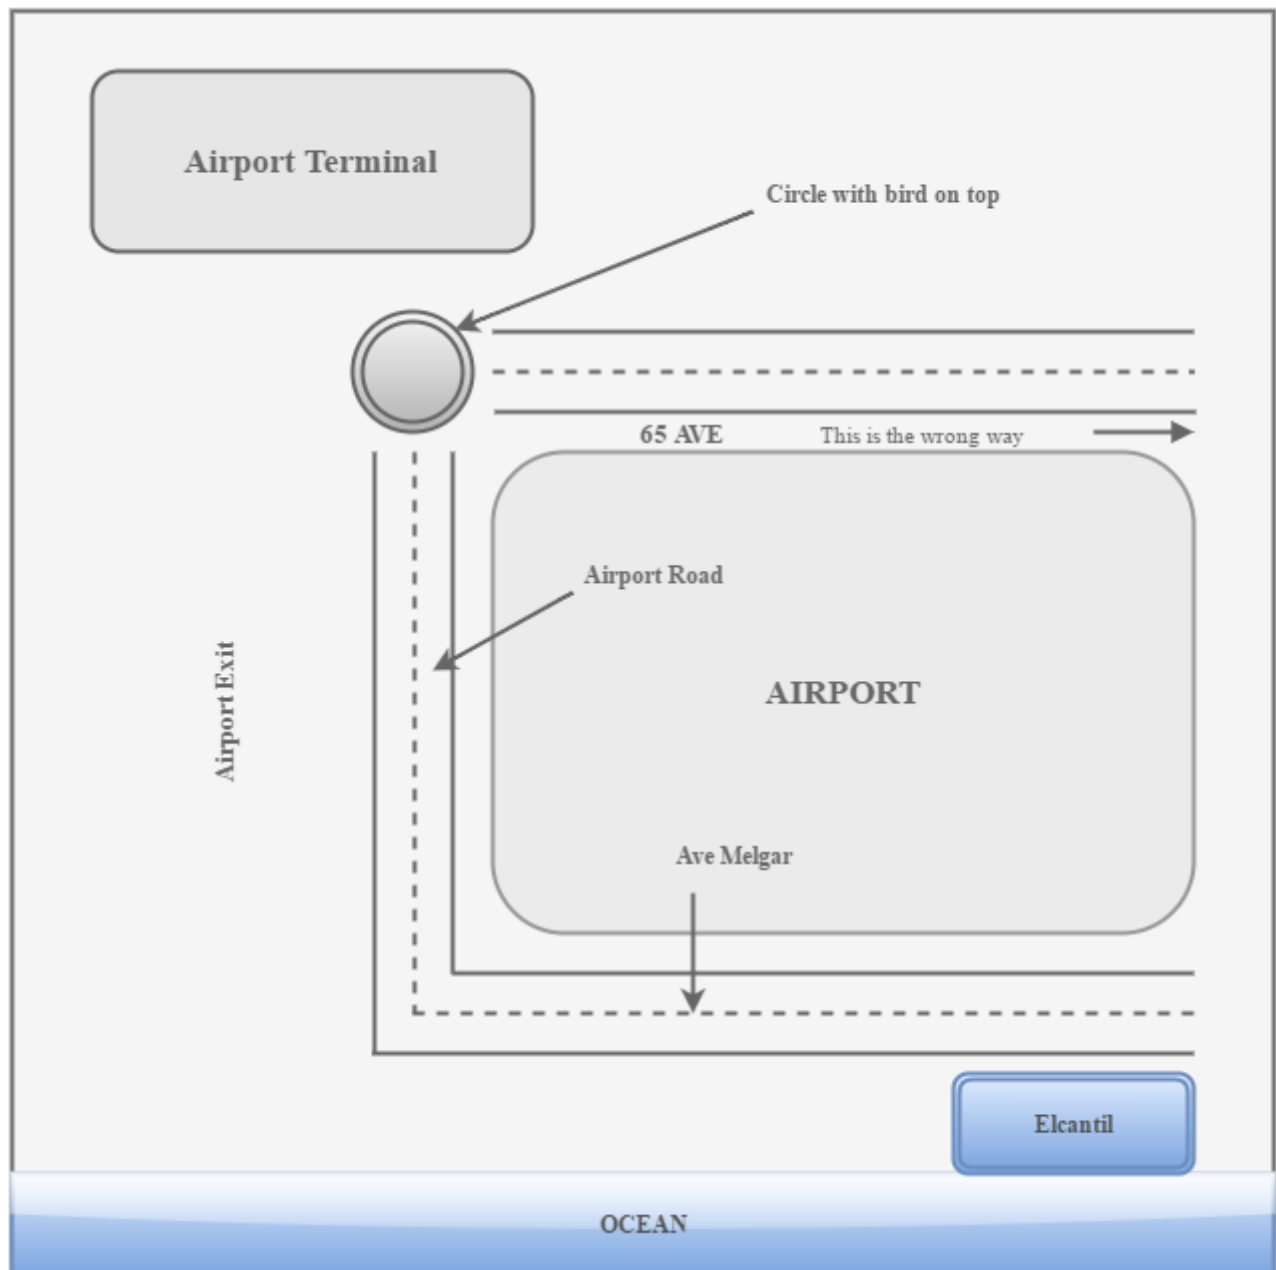 Airport Terminal
Circle with bird on top
65 AVE
This is the wrong way
Airport Road
Airport Exit
AIRPORT
Ave Melgar
Elcantil
OCEAN